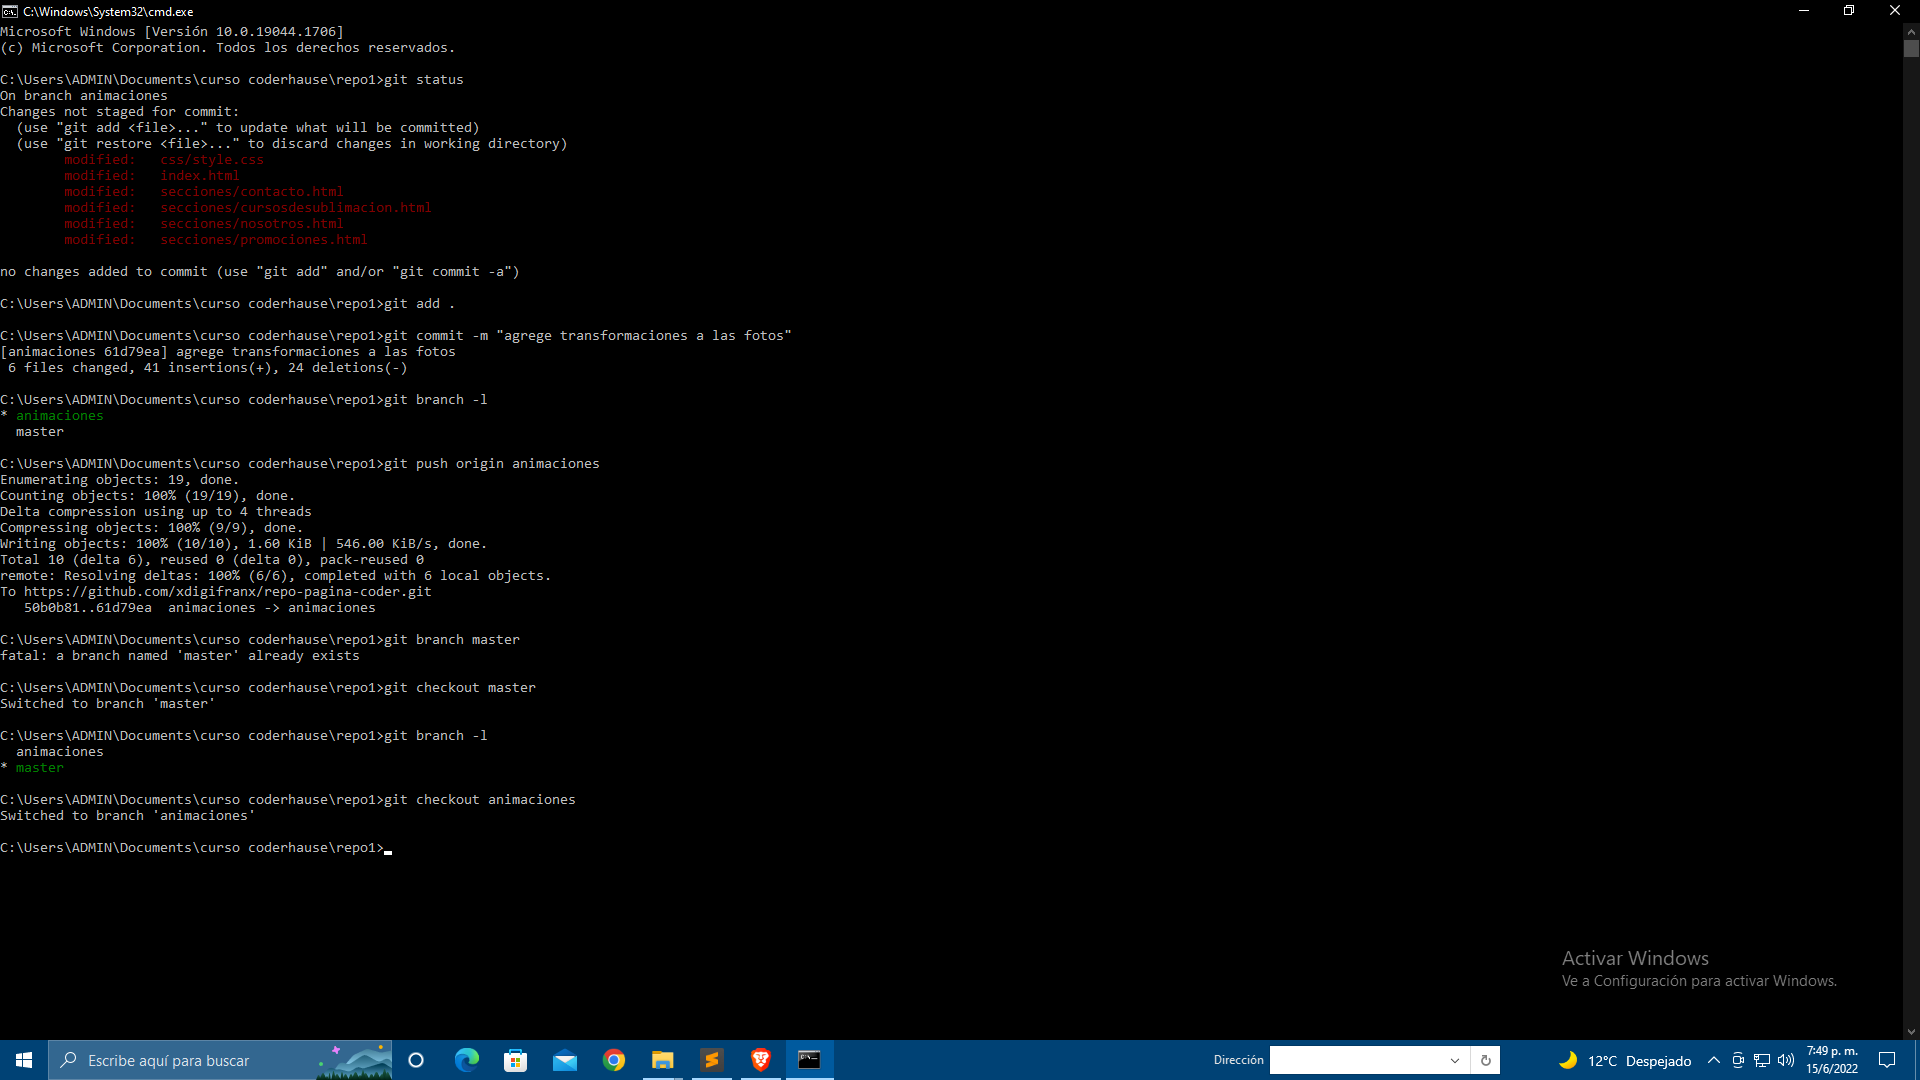 C:\Windows\System32\cmd.exe
Microsoft Windows [Versión 10.0.19044.1706]
(c) Microsoft Corporation. Todos los derechos reservados.
C:\Users\ADMIN\Documents\curso coderhause\repo1>git status
On branch animaciones
Changes not staged for commit:
  (use "git add <file>..." to update what will be committed)
  (use "git restore <file>..." to discard changes in working directory)
        modified:   css/style.css
        modified:   index.html
        modified:   secciones/contacto.html
        modified:   secciones/cursosdesublimacion.html
        modified:   secciones/nosotros.html
        modified:   secciones/promociones.html
no changes added to commit (use "git add" and/or "git commit -a")
C:\Users\ADMIN\Documents\curso coderhause\repo1>git add .
C:\Users\ADMIN\Documents\curso coderhause\repo1>git commit -m "agrege transformaciones a las fotos"
[animaciones 61d79ea] agrege transformaciones a las fotos
 6 files changed, 41 insertions(+), 24 deletions(-)
C:\Users\ADMIN\Documents\curso coderhause\repo1>git branch -l
* animaciones
  master
C:\Users\ADMIN\Documents\curso coderhause\repo1>git push origin animaciones
Enumerating objects: 19, done.
Counting objects: 100% (19/19), done.
Delta compression using up to 4 threads
Compressing objects: 100% (9/9), done.
Writing objects: 100% (10/10), 1.60 KiB | 546.00 KiB/s, done.
Total 10 (delta 6), reused 0 (delta 0), pack-reused 0
remote: Resolving deltas: 100% (6/6), completed with 6 local objects.
To https://github.com/xdigifranx/repo-pagina-coder.git
   50b0b81..61d79ea  animaciones -> animaciones
C:\Users\ADMIN\Documents\curso coderhause\repo1>git branch master
fatal: a branch named 'master' already exists
C:\Users\ADMIN\Documents\curso coderhause\repo1>git checkout master
Switched to branch 'master'
C:\Users\ADMIN\Documents\curso coderhause\repo1>git branch -l
  animaciones
* master
C:\Users\ADMIN\Documents\curso coderhause\repo1>git checkout animaciones
Switched to branch 'animaciones'
C:\Users\ADMIN\Documents\curso coderhause\repo1>
Activar Windows
Ve a Configuración para activar Windows.
Escribe aquí para buscar
Dirección
12°C Despejado
7:49 p. m.
15/6/2022